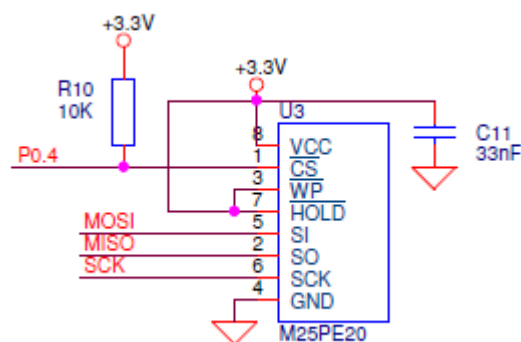 +3.3V
R10
10K
+3.3V
U3
C11
33nF
P0.4
8 VCC
1 CS
3 WP
7 HOLD
MOSI 5 SI
MISO 2 SO
SCK 6 SCK
4 GND
M25PE20